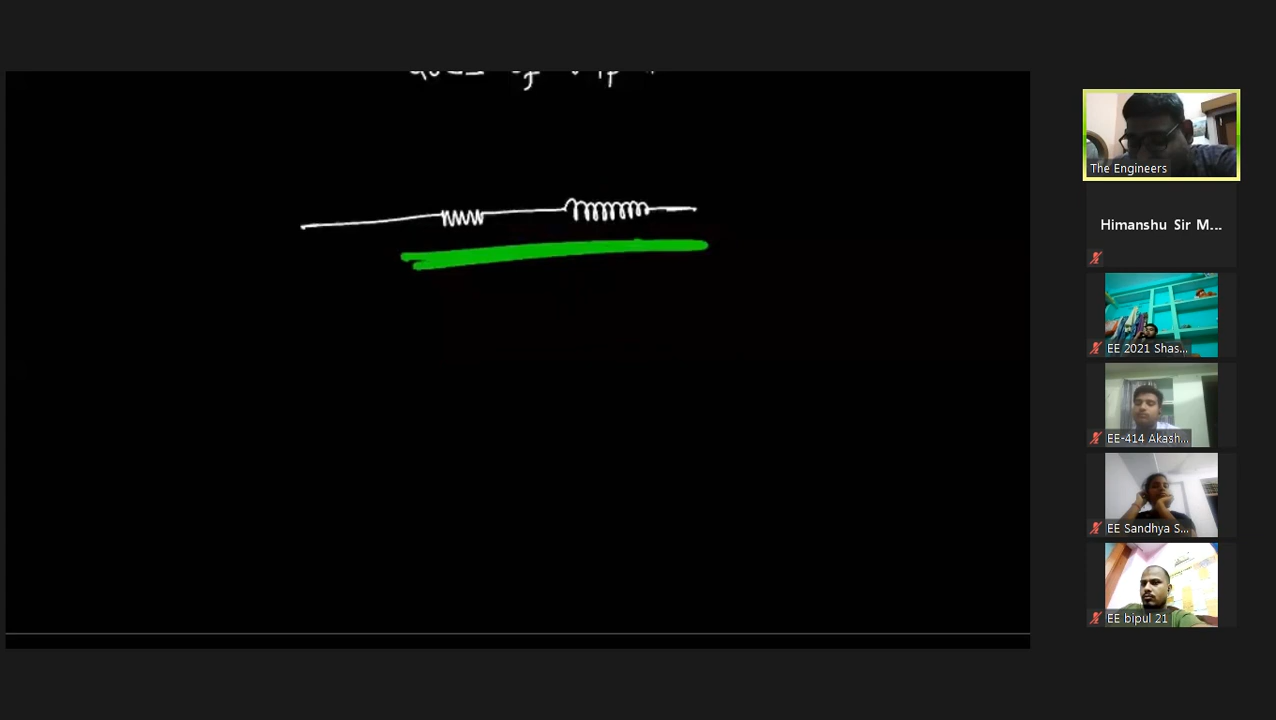 The Engineers
Himanshu Sir M...
EE 2021 Shas...
EE-414 Akash...
EE Sandhya S...
EE bipul 21